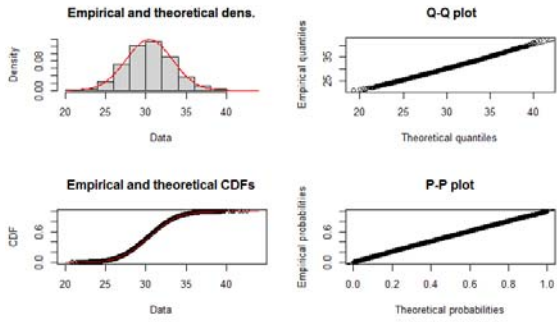 Empirical and theoretical dens.
Density
0.00 0.08
20 25 30 35 40
Data
Q-Q plot
Empirical quantiles
25 35
20 25 30 35 40
Theoretical quantiles
Empirical and theoretical CDFs
CDF
0.0 0.6
20 25 30 35 40
Data
P-P plot
Empirical probabilities
0.0 0.6
0.0 0.2 0.4 0.6 0.8 1.0
Theoretical probabilities